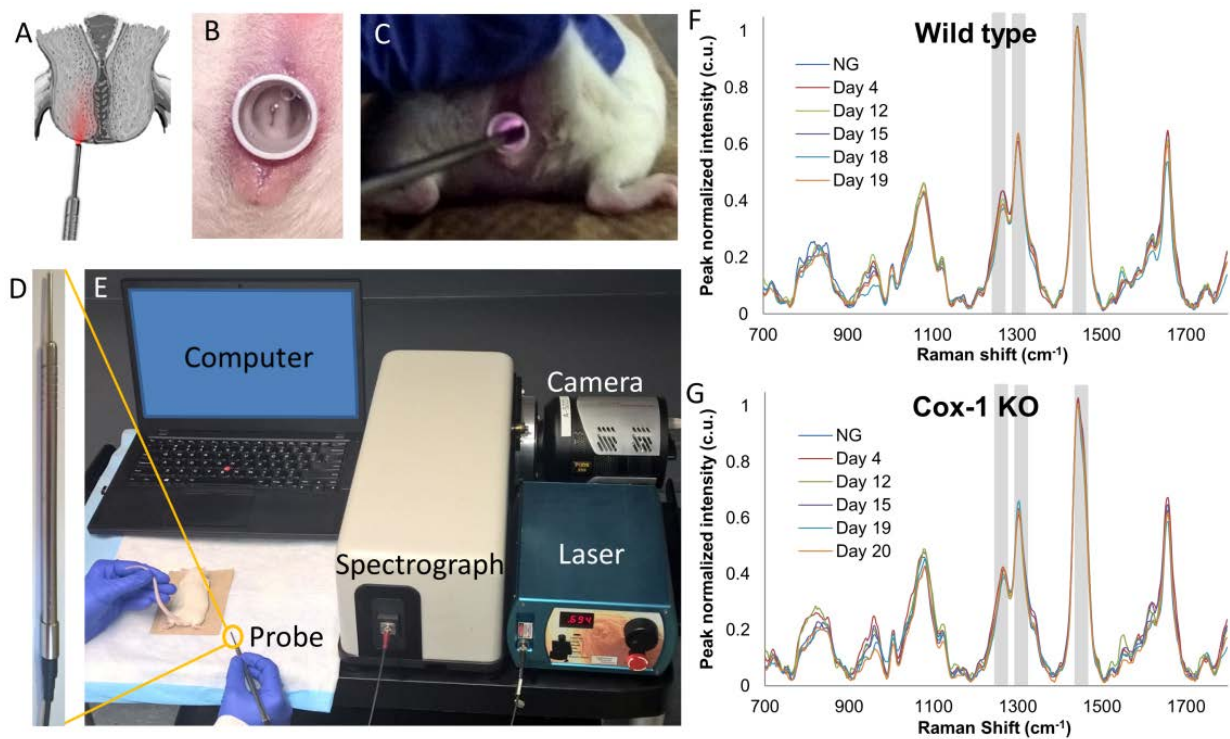 A
B
C
D
E
Computer
Camera
Spectrograph
Laser
.694
Probe
F
Wild type
NG
Day 4
Day 12
Day 15
Day 18
Day 19
Peak normalized intensity (c.u.)
1
0.8
0.6
0.4
0.2
0
700 900 1100 1300 1500 1700
Raman shift (cm⁻¹)
G
Cox-1 KO
NG
Day 4
Day 12
Day 15
Day 19
Day 20
Peak normalized intensity (c.u.)
1
0.8
0.6
0.4
0.2
0
700 900 1100 1300 1500 1700
Raman Shift (cm⁻¹)